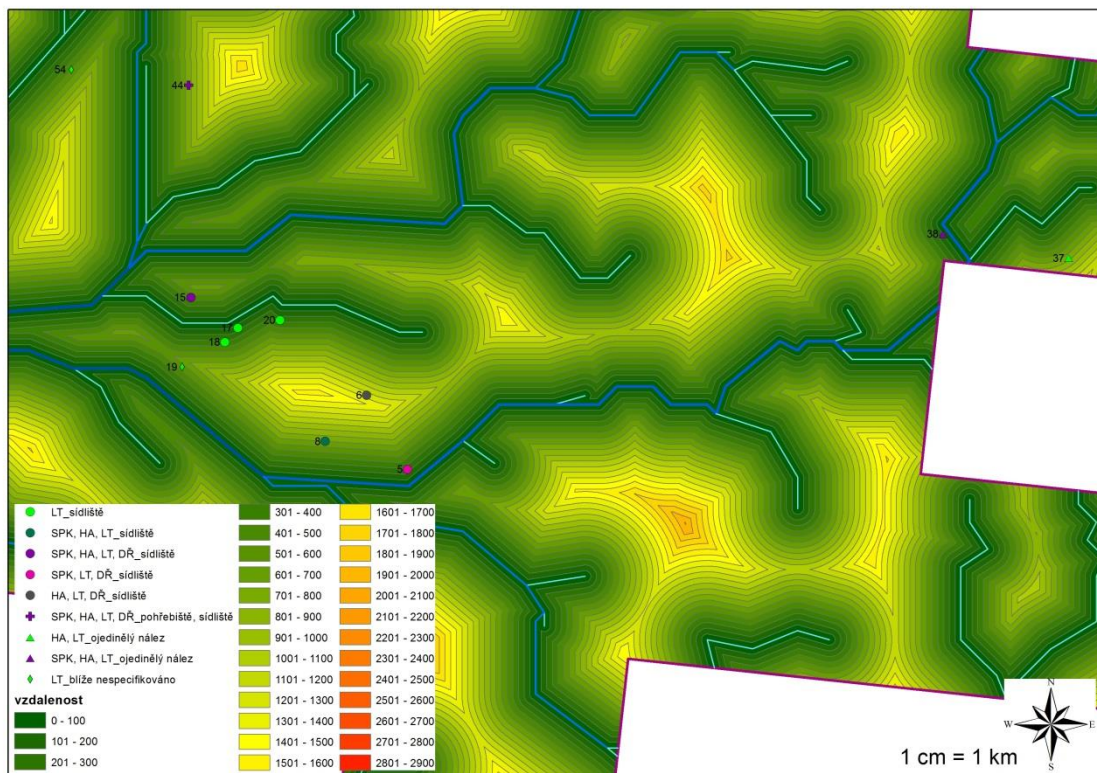 54
44
38
37
15
20
17
18
19
6
8
5
LT_sídliště
SPK, HA, LT_sídliště
SPK, HA, LT, DŘ_sídliště
SPK, LT, DŘ_sídliště
HA, LT, DŘ_sídliště
SPK, HA, LT, DŘ_pohřebiště, sídliště
HA, LT_ojedinělý nález
SPK, HA, LT_ojedinělý nález
LT_blíže nespecifikováno
vzdalenost
0 - 100
101 - 200
201 - 300
301 - 400
401 - 500
501 - 600
601 - 700
701 - 800
801 - 900
901 - 1000
1001 - 1100
1101 - 1200
1201 - 1300
1301 - 1400
1401 - 1500
1501 - 1600
1601 - 1700
1701 - 1800
1801 - 1900
1901 - 2000
2001 - 2100
2101 - 2200
2201 - 2300
2301 - 2400
2401 - 2500
2501 - 2600
2601 - 2700
2701 - 2800
2801 - 2900
N
W
E
S
1 cm = 1 km